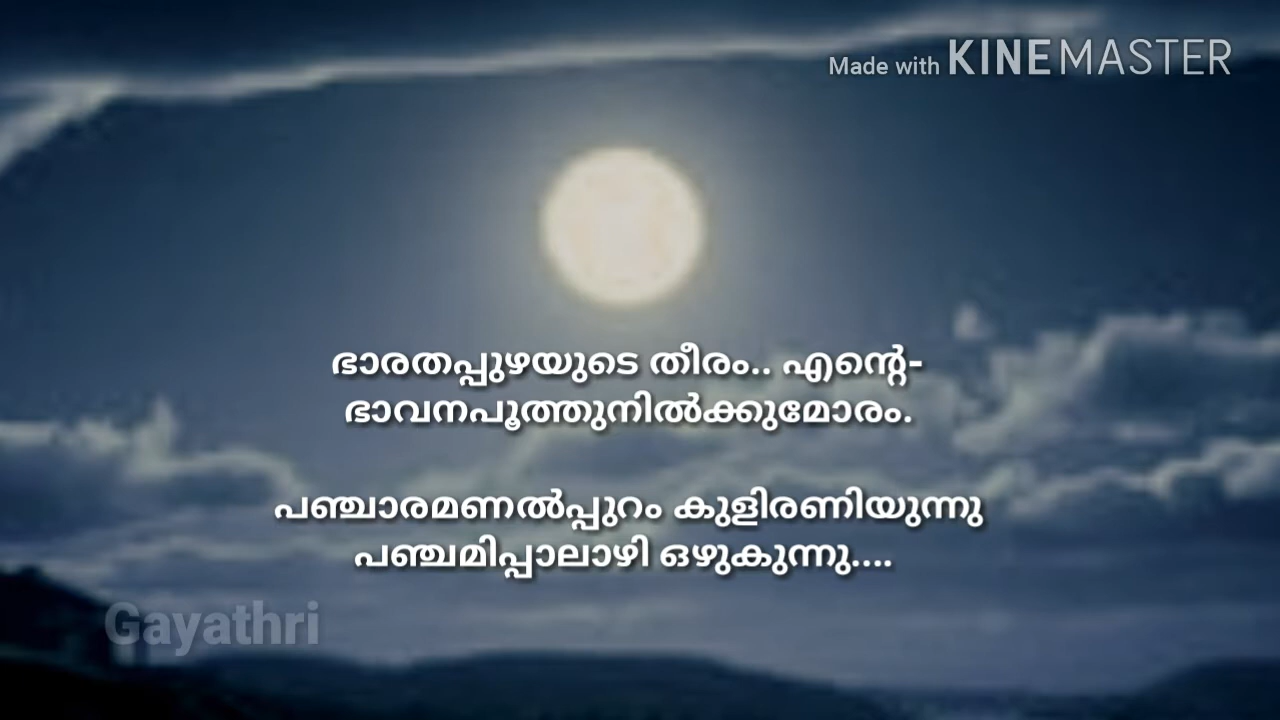 Made with KINEMASTER
ഭാരതപ്പുഴയുടെ തീരം.. എന്റെ-
ഭാവനപൂത്തുനിൽക്കുമോരം.
പഞ്ചാരമണൽപ്പുറം കുളിരണിയുന്നു
പഞ്ചമിപ്പാലാഴി ഒഴുകുന്നു....
Gayathri